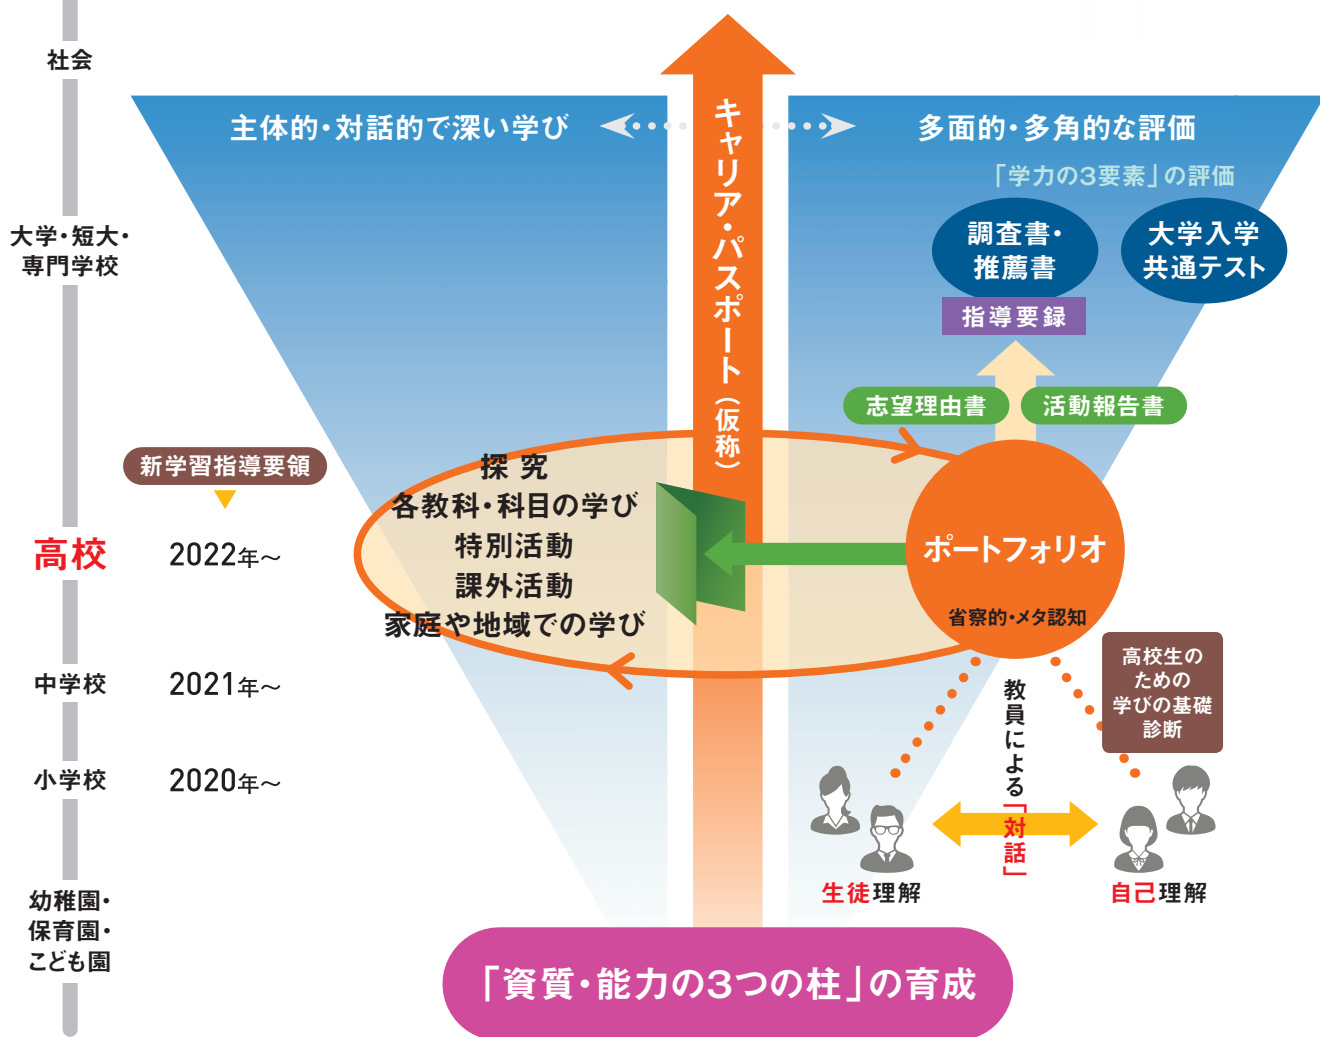 社会
大学・短大・
専門学校
高校
中学校
小学校
幼稚園・
保育園・
こども園
新学習指導要領
2022年～
2021年～
2020年～
主体的・対話的で深い学び
キャリア・パスポート（仮称）
多面的・多角的な評価
「学力の3要素」の評価
調査書・
推薦書
大学入学
共通テスト
指導要録
志望理由書
活動報告書
探 究
各教科・科目の学び
特別活動
課外活動
家庭や地域での学び
ポートフォリオ
省察的・メタ認知
高校生の
ための
学びの基礎
診断
教員による「対話」
生徒理解
自己理解
「資質・能力の3つの柱」の育成